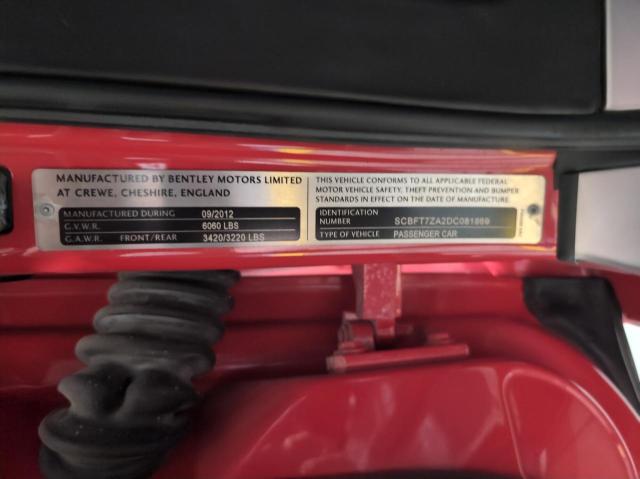 MANUFACTURED BY BENTLEY MOTORS LIMITED
AT CREWE, CHESHIRE, ENGLAND
MANUFACTURED DURING 09/2012
G.V.W.R. 6060 LBS
G.A.W.R. FRONT/REAR 3420/3220 LBS
THIS VEHICLE CONFORMS TO ALL APPLICABLE FEDERAL
MOTOR VEHICLE SAFETY, THEFT PREVENTION AND BUMPER
STANDARDS IN EFFECT ON THE DATE OF MANUFACTURE
IDENTIFICATION
NUMBER SCBFT7ZA2DC081869
TYPE OF VEHICLE PASSENGER CAR